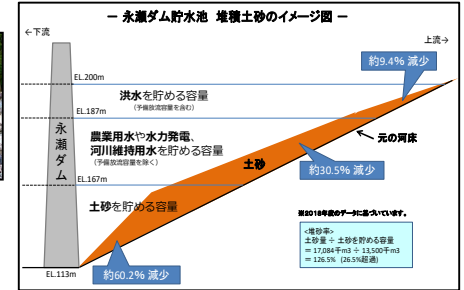 － 永瀬ダム貯水池　堆積土砂のイメージ図 －
←下流
上流→
約9.4% 減少
EL.200m
洪水を貯める容量
(予備放流容量を含む)
EL.187m
永瀬ダム
農業用水や水力発電、
河川維持用水を貯める容量
(予備放流容量を除く)
元の河床
土砂
約30.5% 減少
EL.167m
土砂を貯める容量
※2018年度のデータに基づいています。
<堆砂率>
土砂量 ÷ 土砂を貯める容量
= 17,084千m3 ÷ 13,500千m3
= 126.5% (26.5%超過)
約60.2% 減少
EL.113m